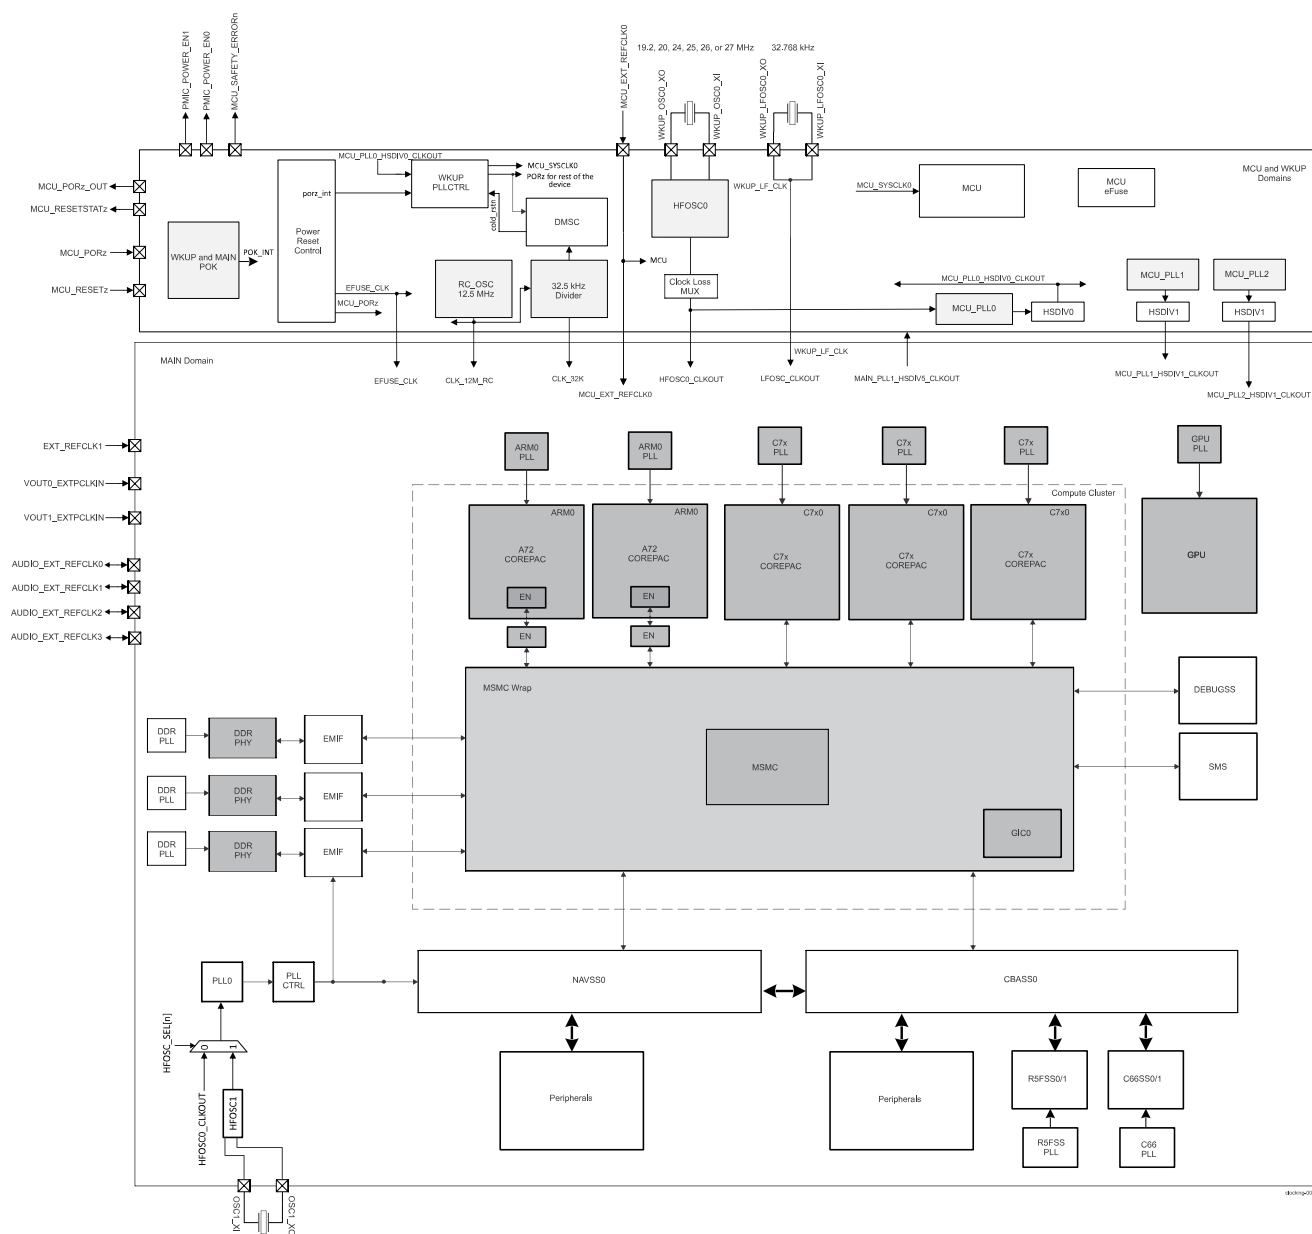 PMIC_POWER_EN1
PMIC_POWER_EN0
MCU_SAFETY_ERRORn
MCU_EXT_REFCLK0
19.2, 20, 24, 25, 26, or 27 MHz
32.768 kHz
WKUP_OSC0_XO
WKUP_OSC0_XI
WKUP_LFOSC0_XO
WKUP_LFOSC0_XI
MCU_PORz_OUT
MCU_RESETSTATz
MCU_PORz
MCU_RESETz
WKUP and MAIN
POK
POK_INT
Power
Reset
Control
porz_int
MCU_PLL0_HSDIV0_CLKOUT
WKUP
PLLCTRL
MCU_SYSCLK0
PORz for rest of the
device
cold_rstn
DMSC
RC_OSC
12.5 MHz
32.5 kHz
Divider
EFUSE_CLK
MCU_PORz
MCU
HFOSC0
Clock Loss
MUX
WKUP_LF_CLK
MCU_SYSCLK0
MCU
MCU
eFuse
MCU and WKUP
Domains
MCU_PLL0_HSDIV0_CLKOUT
MCU_PLL0
HSDIV0
MCU_PLL1
HSDIV1
MCU_PLL2
HSDIV1
MAIN Domain
EFUSE_CLK
CLK_12M_RC
CLK_32K
MCU_EXT_REFCLK0
HFOSC0_CLKOUT
WKUP_LF_CLK
LFOSC_CLKOUT
MAIN_PLL1_HSDIV5_CLKOUT
MCU_PLL1_HSDIV1_CLKOUT
MCU_PLL2_HSDIV1_CLKOUT
EXT_REFCLK1
VOUT0_EXTPCLKIN
VOUT1_EXTPCLKIN
AUDIO_EXT_REFCLK0
AUDIO_EXT_REFCLK1
AUDIO_EXT_REFCLK2
AUDIO_EXT_REFCLK3
ARM0
PLL
ARM0
PLL
C7x
PLL
C7x
PLL
C7x
PLL
GPU
PLL
Compute Cluster
ARM0
A72
COREPAC
EN
EN
ARM0
A72
COREPAC
EN
EN
C7x0
C7x
COREPAC
C7x0
C7x
COREPAC
C7x0
C7x
COREPAC
GPU
MSMC Wrap
MSMC
GIC0
DEBUGSS
SMS
DDR
PLL
DDR
PHY
EMIF
DDR
PLL
DDR
PHY
EMIF
DDR
PLL
DDR
PHY
EMIF
PLL0
PLL
CTRL
NAVSS0
CBASS0
HFOSC_SEL[n]
0
1
HFOSC0_CLKOUT
HFOSC1
Peripherals
Peripherals
R5FSS0/1
C66SS0/1
R5FSS
PLL
C66
PLL
OSC1_XI
OSC1_XO
clocking-00